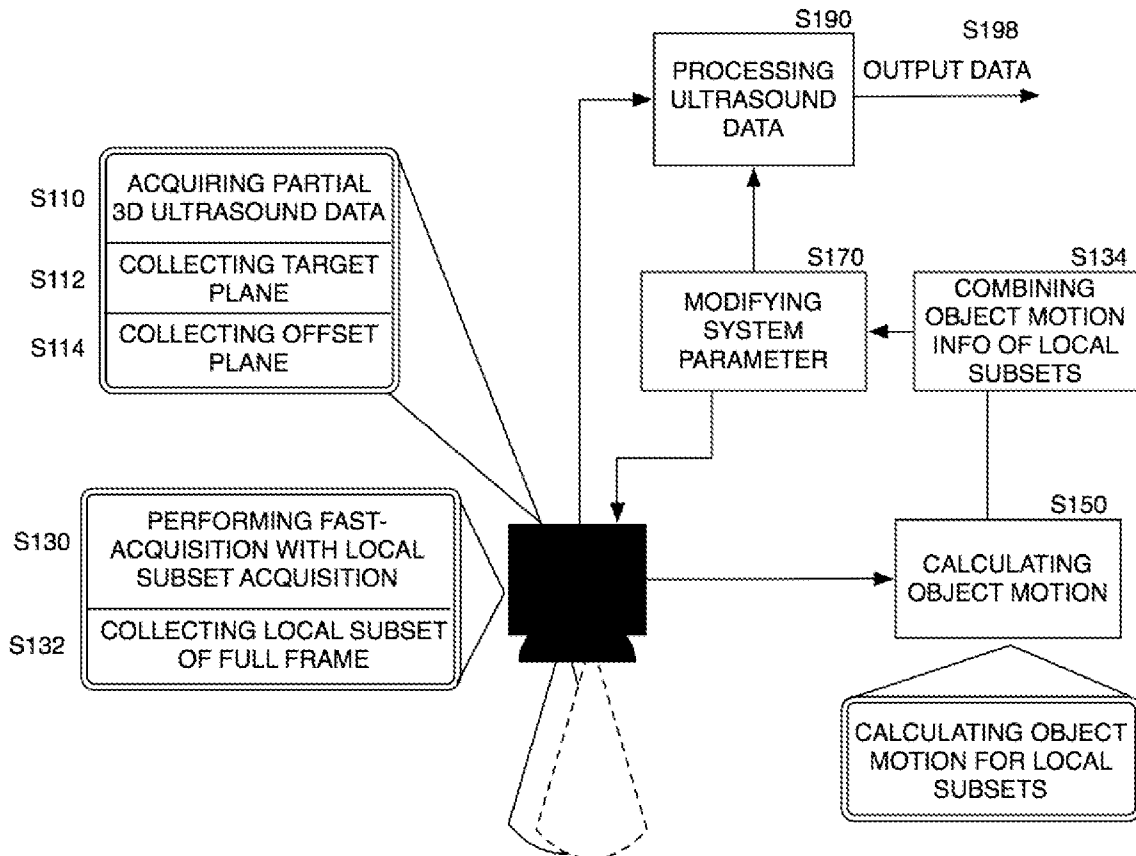 S190
S198
PROCESSING
ULTRASOUND
DATA
OUTPUT DATA
S110
ACQUIRING PARTIAL
3D ULTRASOUND DATA
S112
COLLECTING TARGET
PLANE
S114
COLLECTING OFFSET
PLANE
S170
MODIFYING
SYSTEM
PARAMETER
S134
COMBINING
OBJECT MOTION
INFO OF LOCAL
SUBSETS
S130
PERFORMING FAST-
ACQUISITION WITH LOCAL
SUBSET ACQUISITION
S132
COLLECTING LOCAL SUBSET
OF FULL FRAME
S150
CALCULATING
OBJECT MOTION
CALCULATING OBJECT
MOTION FOR LOCAL
SUBSETS